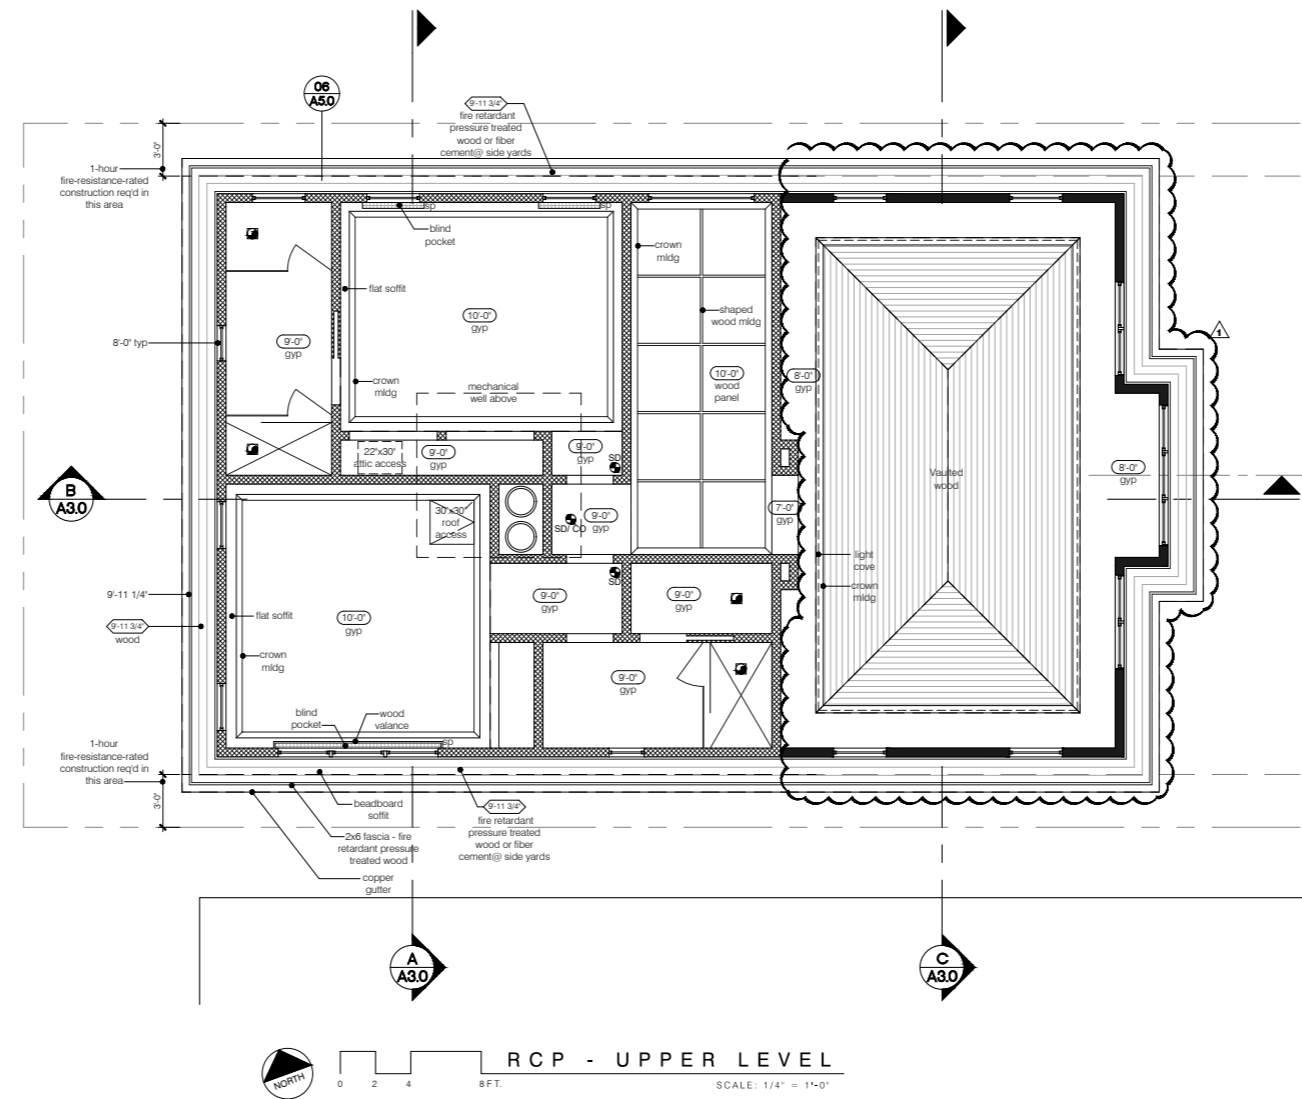 06
A5.0
9'-11 3/4"
fire retardant
pressure treated
wood or fiber
cement@ side yards
3'-0"
1-hour
fire-resistance-rated
construction req'd in
this area
sp
sp
blind
pocket
crown
mldg
flat soffit
10'-0"
gyp
shaped
wood mldg
1
8'-0" typ
9'-0"
gyp
crown
mldg
mechanical
well above
10'-0"
wood
panel
8'-0"
gyp
22"x30"
attic access
9'-0"
gyp
9'-0"
gyp
SD
Vaulted
wood
8'-0"
gyp
B
A3.0
30"x30"
roof
access
SD/ CO
9'-0"
gyp
7'-0"
gyp
light
cove
crown
mldg
SD
9'-11 1/4"
9'-11 3/4"
wood
flat soffit
10'-0"
gyp
9'-0"
gyp
9'-0"
gyp
crown
mldg
9'-0"
gyp
blind
pocket
wood
valance
sp
1-hour
fire-resistance-rated
construction req'd in
this area
3'-0"
beadboard
soffit
9'-11 3/4"
fire retardant
pressure treated
wood or fiber
cement@ side yards
2x6 fascia - fire
retardant pressure
treated wood
copper
gutter
A
A3.0
C
A3.0
NORTH
0 2 4 8FT.
RCP - UPPER LEVEL
SCALE: 1/4" = 1'-0"